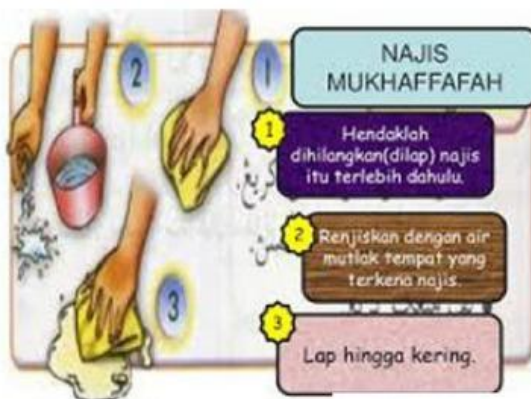 NAJIS
MUKHAFFAFAH
1
2
3
1
Hendaklah
dihilangkan(dilap) najis
itu terlebih dahulu.
2
Renjiskan dengan air
mutlak tempat yang
terkena najis.
3
Lap hingga kering.